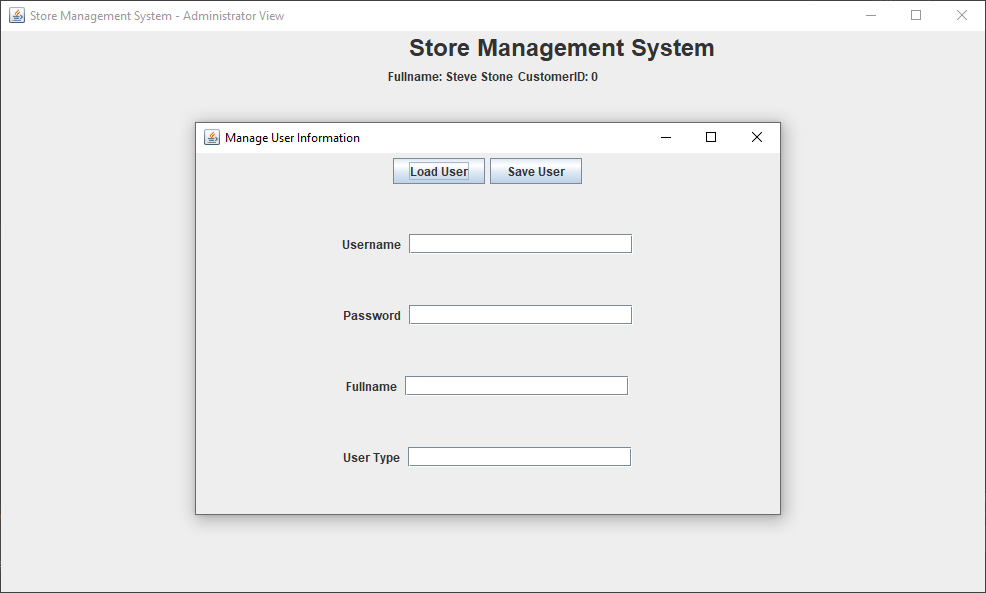 Store Management System - Administrator View
Store Management System
Fullname: Steve Stone CustomerID: 0
Manage User Information
Load User Save User
Username
Password
Fullname
User Type